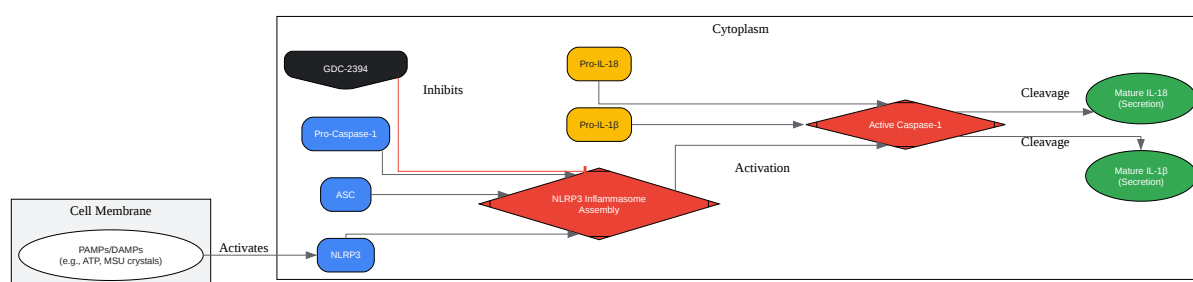 Cytoplasm
GDC-2394
Inhibits
Pro-IL-18
Pro-IL-1β
Pro-Caspase-1
Active Caspase-1
Cleavage
Mature IL-18
(Secretion)
Cleavage
Mature IL-1β
(Secretion)
Activation
ASC
NLRP3 Inflammasome
Assembly
Cell Membrane
PAMPs/DAMPs
(e.g., ATP, MSU crystals)
Activates
NLRP3